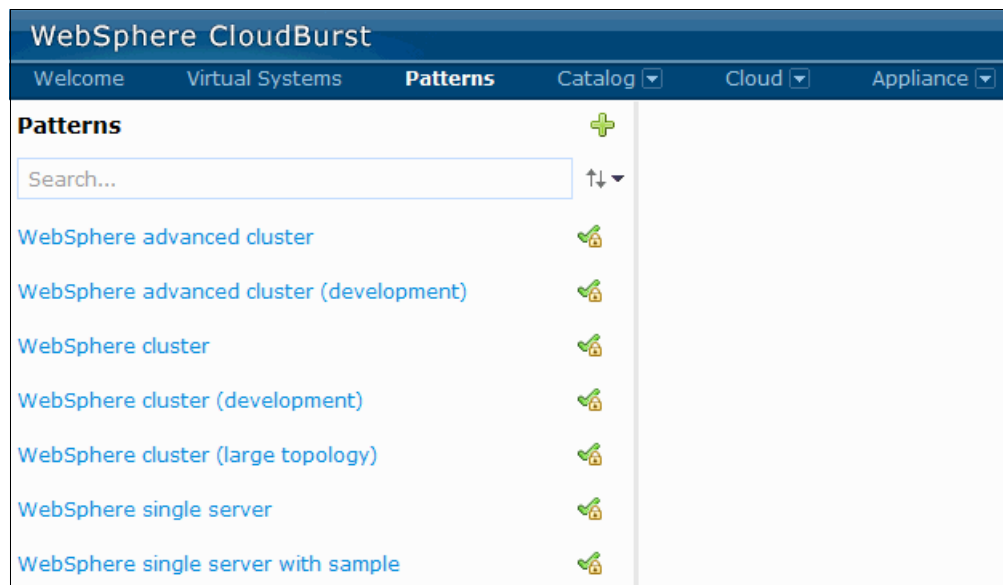 WebSphere CloudBurst
Welcome Virtual Systems Patterns Catalog Cloud Appliance
Patterns
Search...
WebSphere advanced cluster
WebSphere advanced cluster (development)
WebSphere cluster
WebSphere cluster (development)
WebSphere cluster (large topology)
WebSphere single server
WebSphere single server with sample